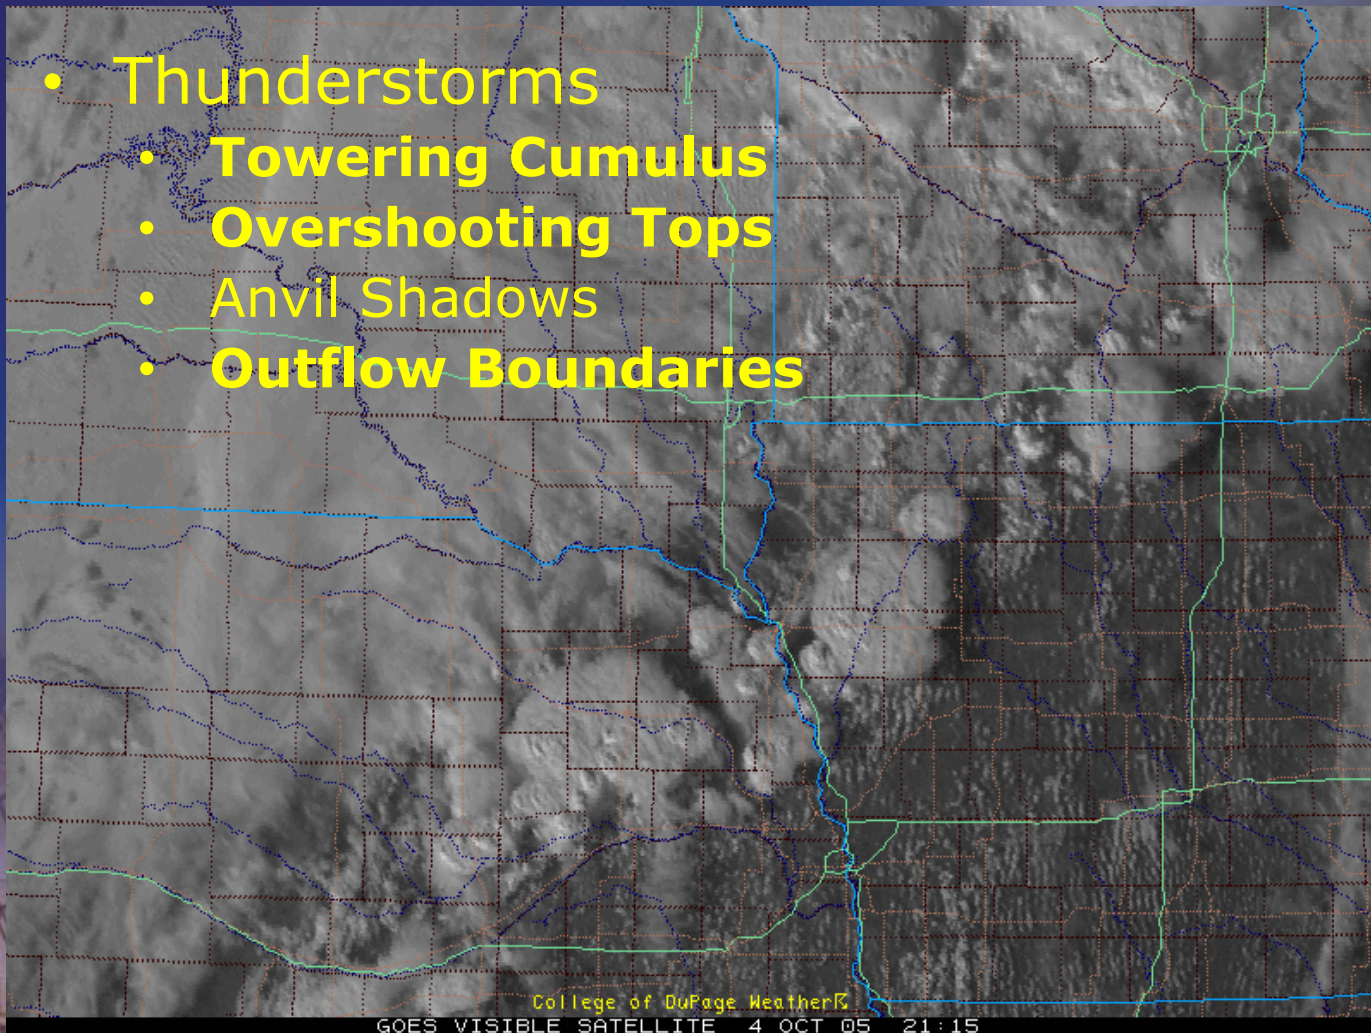 • Thunderstorms
• Towering Cumulus
• Overshooting Tops
• Anvil Shadows
• Outflow Boundaries
College of DuPage Weather
GOES VISIBLE SATELLITE 4 OCT 05 21:15